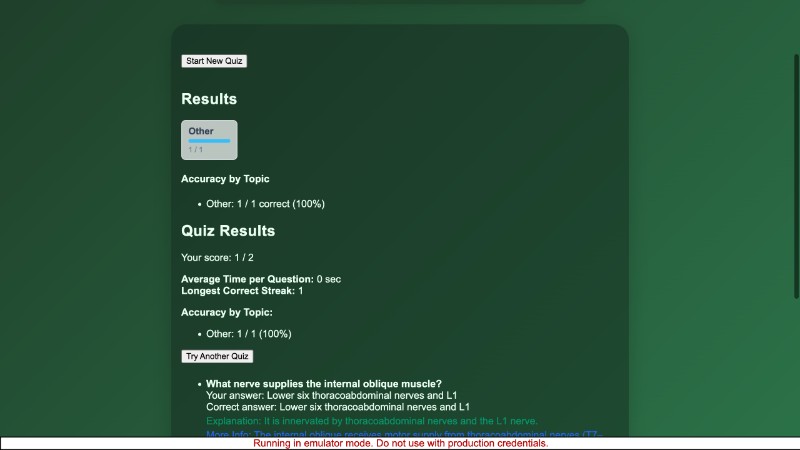 Start New Quiz
Results
Other
1 / 1
Accuracy by Topic
• Other: 1 / 1 correct (100%)
Quiz Results
Your score: 1 / 2
Average Time per Question: 0 sec
Longest Correct Streak: 1
Accuracy by Topic:
• Other: 1 / 1 (100%)
Try Another Quiz
• What nerve supplies the internal oblique muscle?
Your answer: Lower six thoracoabdominal nerves and L1
Correct answer: Lower six thoracoabdominal nerves and L1
Explanation: It is innervated by thoracoabdominal nerves and the L1 nerve.
More Info: The internal oblique receives motor supply from thoracoabdominal nerves (T7–
Running in emulator mode. Do not use with production credentials.